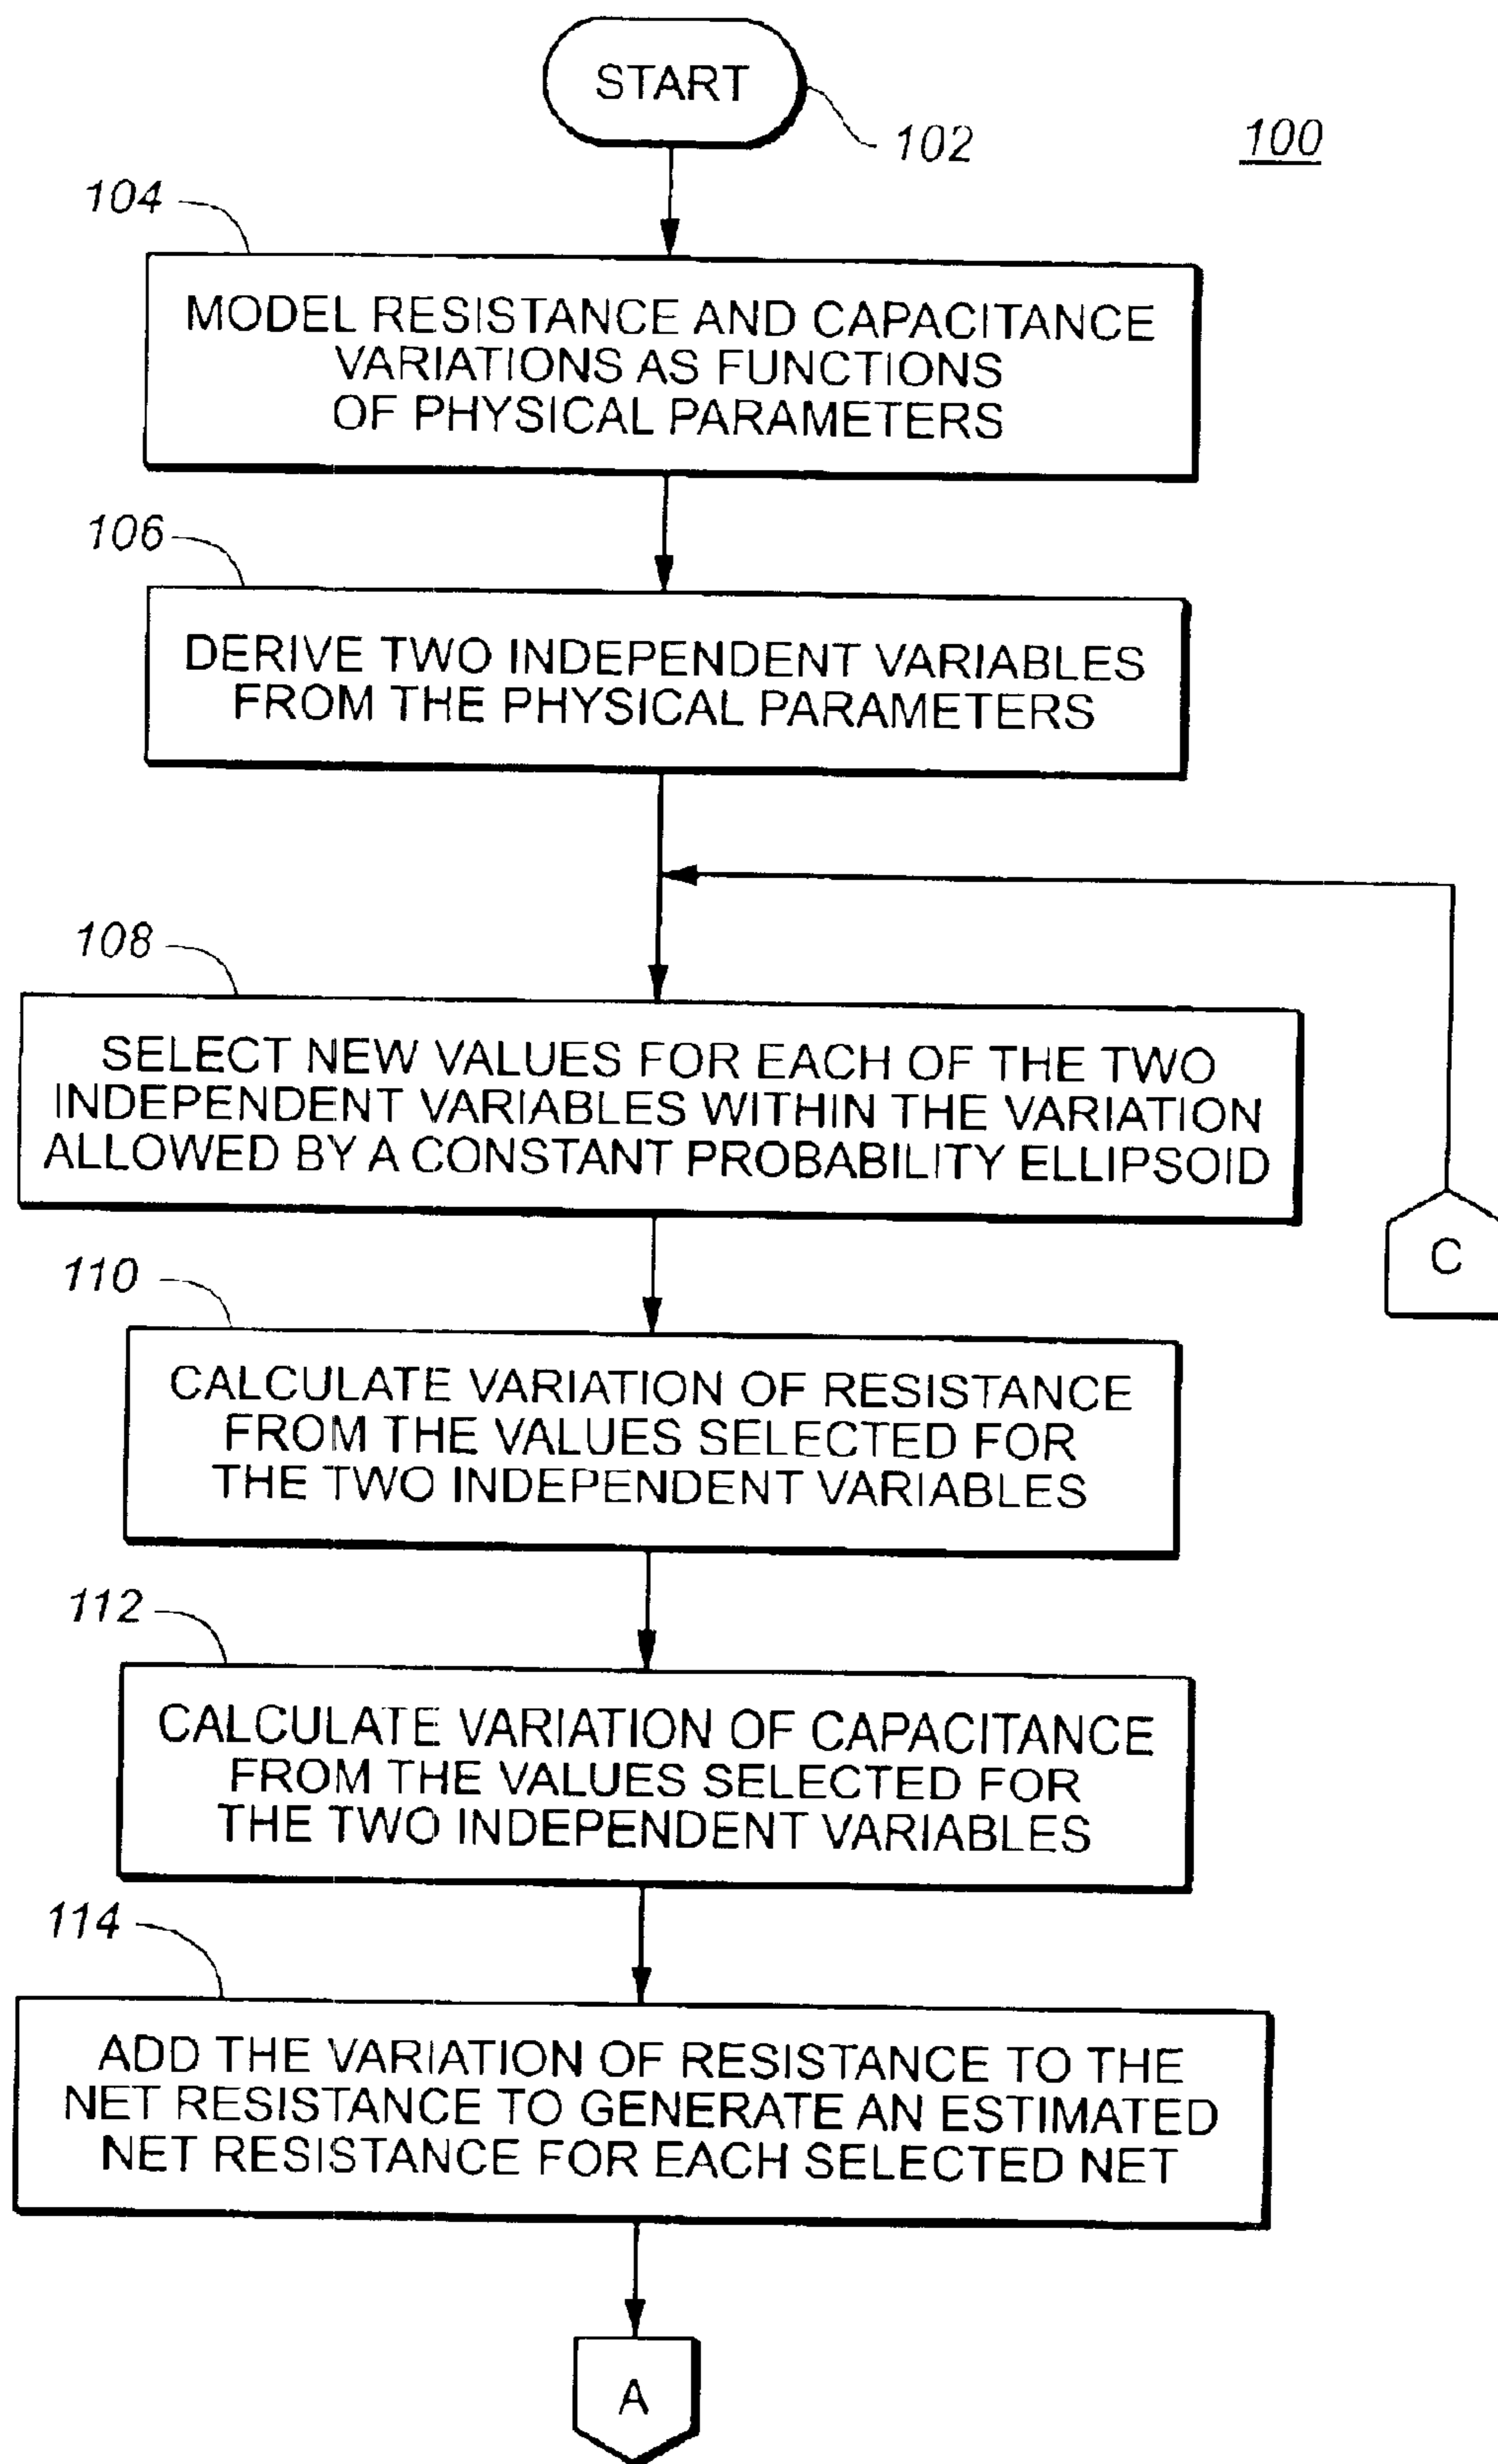 START
102
100
104
MODEL RESISTANCE AND CAPACITANCE
VARIATIONS AS FUNCTIONS
OF PHYSICAL PARAMETERS
106
DERIVE TWO INDEPENDENT VARIABLES
FROM THE PHYSICAL PARAMETERS
108
SELECT NEW VALUES FOR EACH OF THE TWO
INDEPENDENT VARIABLES WITHIN THE VARIATION
ALLOWED BY A CONSTANT PROBABILITY ELLIPSOID
C
110
CALCULATE VARIATION OF RESISTANCE
FROM THE VALUES SELECTED FOR
THE TWO INDEPENDENT VARIABLES
112
CALCULATE VARIATION OF CAPACITANCE
FROM THE VALUES SELECTED FOR
THE TWO INDEPENDENT VARIABLES
114
ADD THE VARIATION OF RESISTANCE TO THE
NET RESISTANCE TO GENERATE AN ESTIMATED
NET RESISTANCE FOR EACH SELECTED NET
A